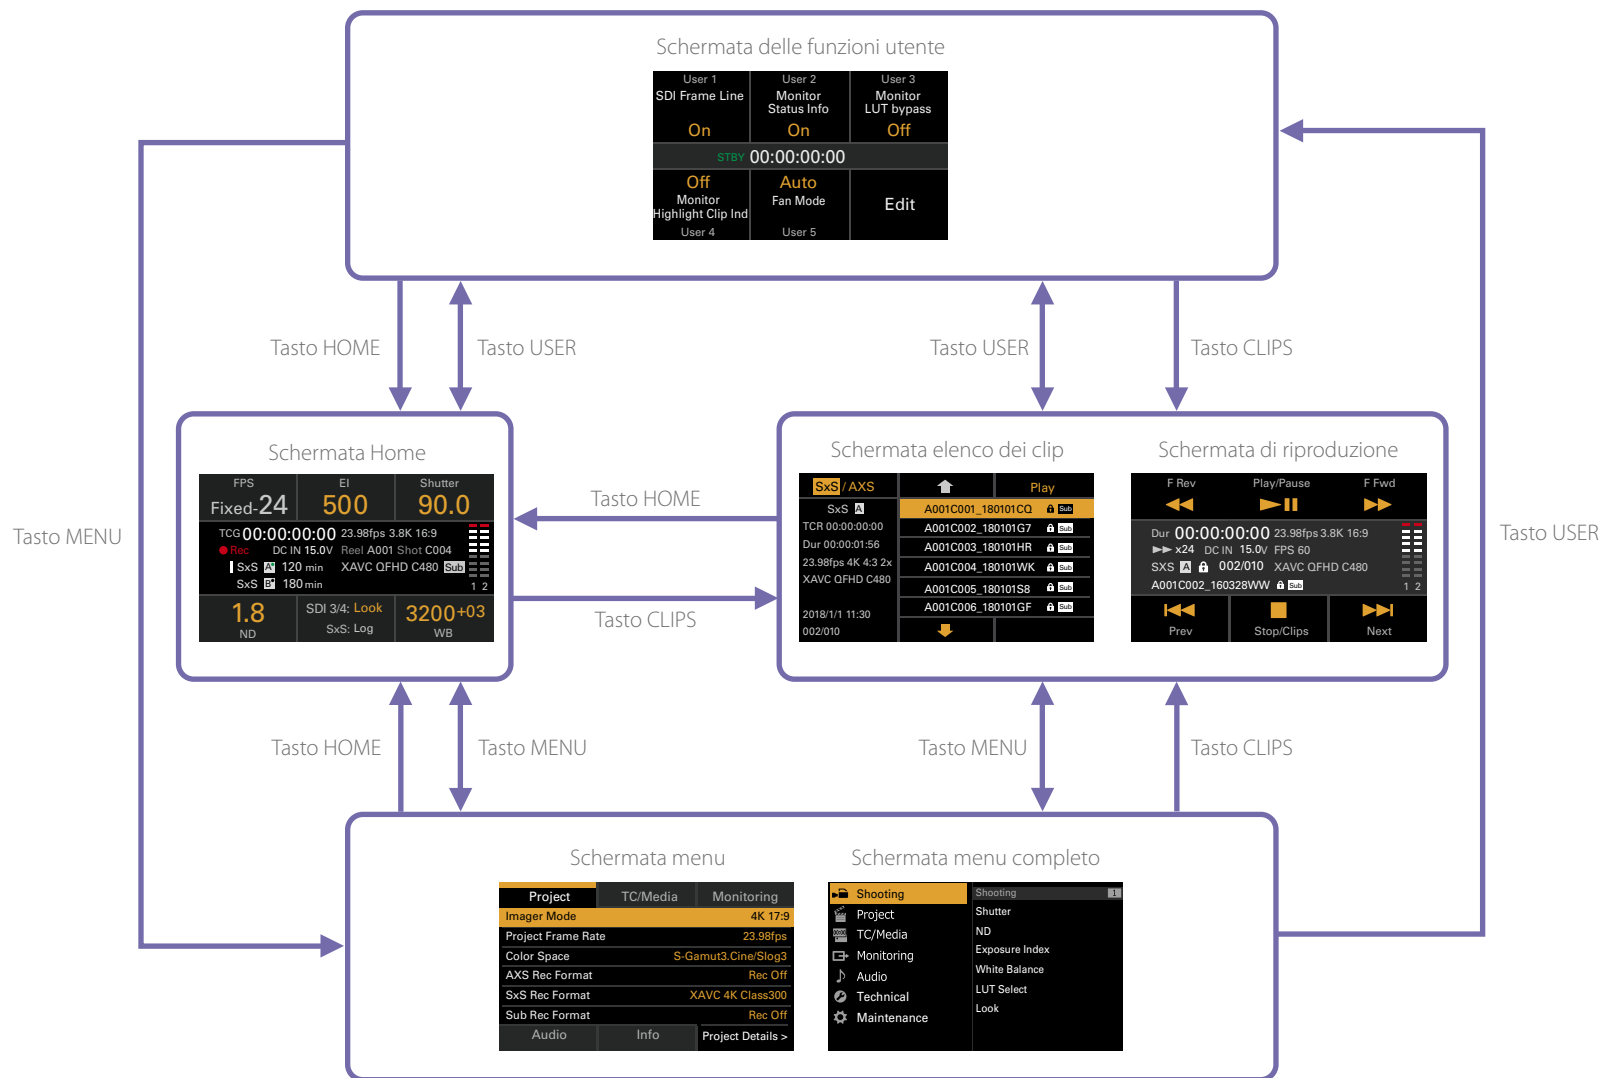 Schermata delle funzioni utente
User 1 User 2 User 3
SDI Frame Line Monitor Status Info Monitor LUT bypass
On On Off
STBY 00:00:00:00
Off Auto Edit
Monitor Highlight Clip Ind Fan Mode
User 4 User 5
Tasto HOME
Tasto USER
Tasto USER
Tasto CLIPS
Tasto MENU
Tasto USER
Schermata Home
FPS EI Shutter
Fixed-24 500 90.0
TCG 00:00:00:00 23.98fps 3.8K 16:9
Rec DC IN 15.0V Reel A001 Shot C004
SxS A 120 min XAVC QFHD C480 Sub
SxS B 180 min 1 2
1.8 SDI 3/4: Look 3200+03
ND SxS: Log WB
Tasto HOME
Tasto CLIPS
Schermata elenco dei clip
SxS / AXS Play
SxS A
TCR 00:00:00:00
Dur 00:00:01:56
23.98fps 4K 4:3 2x
XAVC QFHD C480
2018/1/1 11:30
002/010
A001C001_180101CQ Sub
A001C002_180101G7 Sub
A001C003_180101HR Sub
A001C004_180101WK Sub
A001C005_180101S8 Sub
A001C006_180101GF Sub
Schermata di riproduzione
F Rev Play/Pause F Fwd
Dur 00:00:00:00 23.98fps 3.8K 16:9
x24 DC IN 15.0V FPS 60
SXS A 002/010 XAVC QFHD C480
A001C002_160328WW Sub 1 2
Prev Stop/Clips Next
Tasto HOME
Tasto MENU
Tasto MENU
Tasto CLIPS
Schermata menu
Project TC/Media Monitoring
Imager Mode 4K 17:9
Project Frame Rate 23.98fps
Color Space S-Gamut3.Cine/Slog3
AXS Rec Format Rec Off
SxS Rec Format XAVC 4K Class300
Sub Rec Format Rec Off
Audio Info Project Details >
Schermata menu completo
Shooting
Project
TC/Media
Monitoring
Audio
Technical
Maintenance
Shooting 1
Shutter
ND
Exposure Index
White Balance
LUT Select
Look